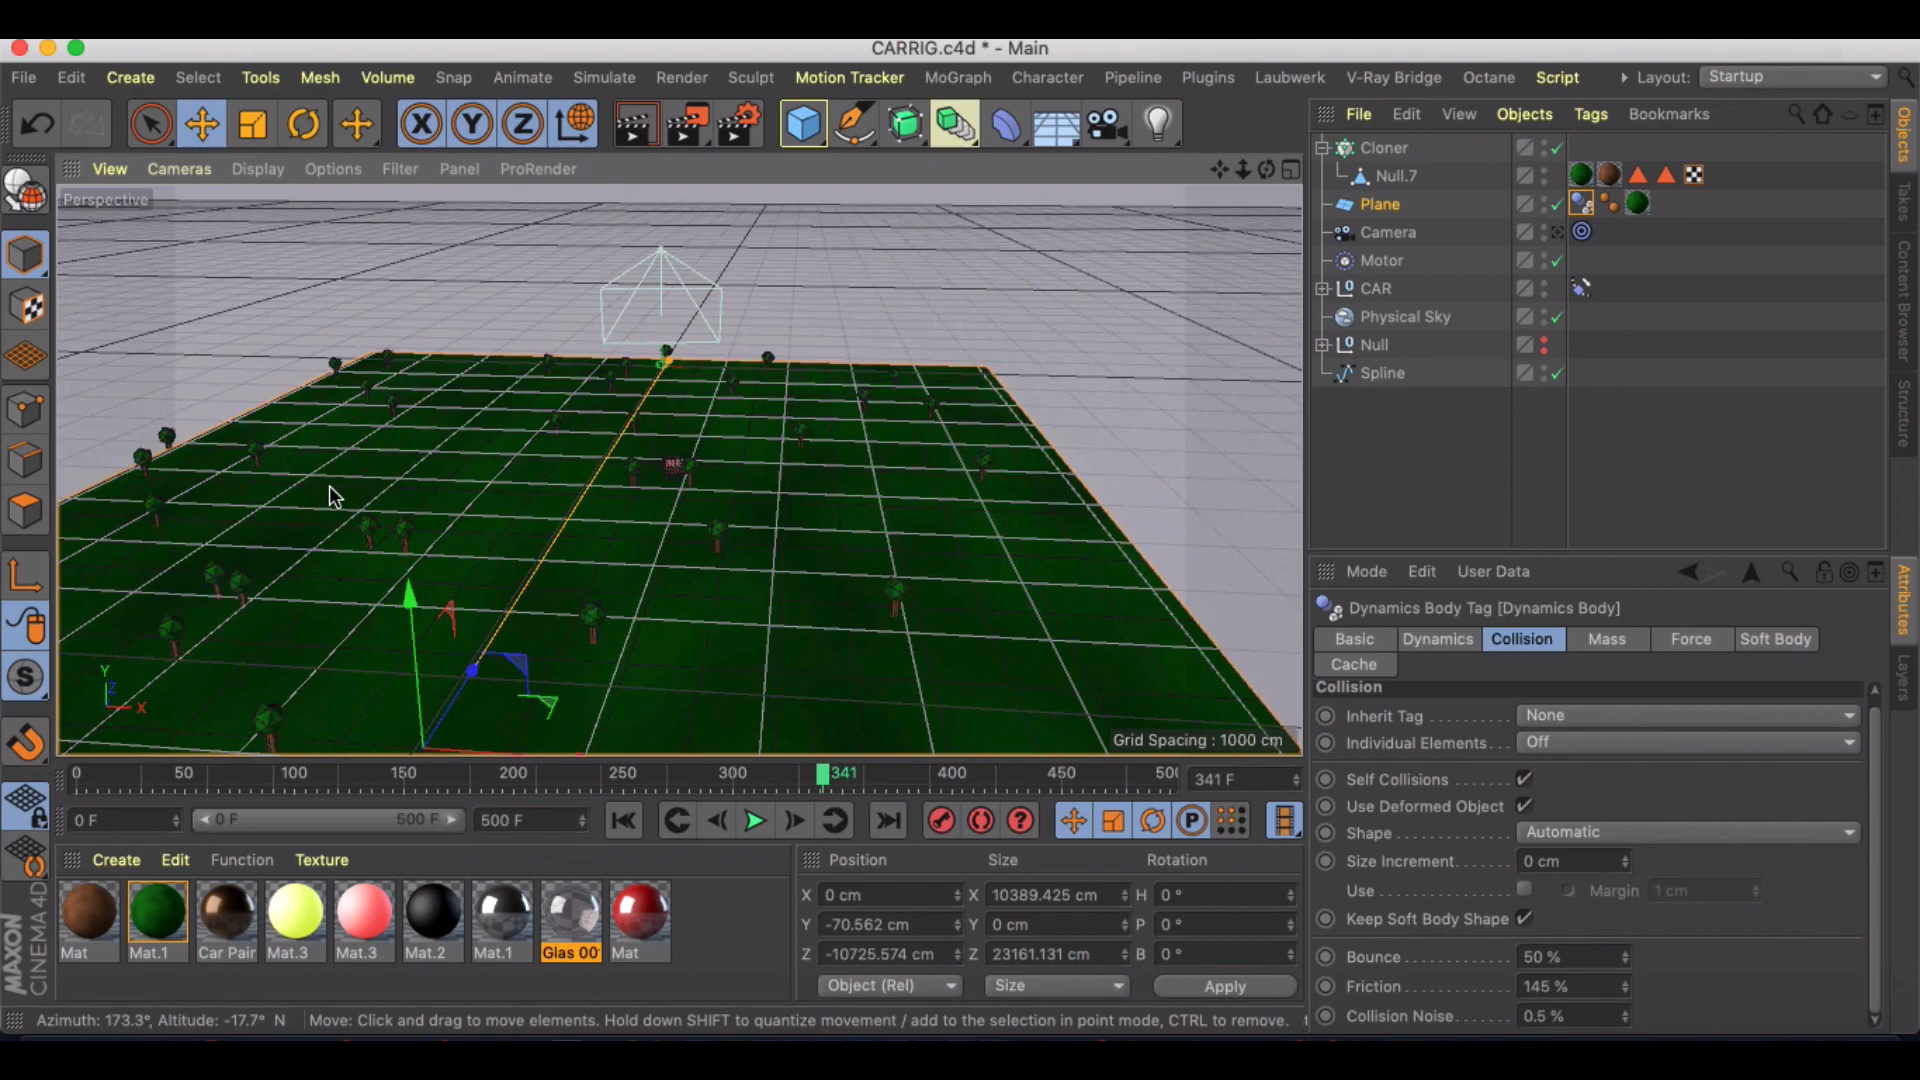 CARRIG.c4d * - Main
File Edit Create Select Tools Mesh Volume Snap Animate Simulate Render Sculpt Motion Tracker MoGraph Character Pipeline Plugins Laubwerk V-Ray Bridge Octane Script Layout: Startup
X Y Z
File Edit View Objects Tags Bookmarks
View Cameras Display Options Filter Panel ProRender
Perspective
Cloner
Null.7
Plane
Camera
Motor
CAR
Physical Sky
Null
Spline
Objects
Takes
Content Browser
Structure
Y
Z
X
Grid Spacing : 1000 cm
Mode Edit User Data
Dynamics Body Tag [Dynamics Body]
Basic Dynamics Collision Mass Force Soft Body
Cache
Collision
Inherit Tag None
Individual Elements Off
Self Collisions
Use Deformed Object
Shape Automatic
Size Increment 0 cm
Use Margin 1 cm
Keep Soft Body Shape
Bounce 50 %
Friction 145 %
Collision Noise 0.5 %
Attributes
Layers
0 50 100 150 200 250 300 341 400 450 500 341 F
0 F 0 F 500 F 500 F
Create Edit Function Texture
Mat Mat.1 Car Pair Mat.3 Mat.3 Mat.2 Mat.1 Glas 00 Mat
Position Size Rotation
X 0 cm X 10389.425 cm H 0 °
Y -70.562 cm Y 0 cm P 0 °
Z -10725.574 cm Z 23161.131 cm B 0 °
Object (Rel) Size Apply
MAXON
CINEMA 4D
Azimuth: 173.3°, Altitude: -17.7° N Move: Click and drag to move elements. Hold down SHIFT to quantize movement / add to the selection in point mode, CTRL to remove.